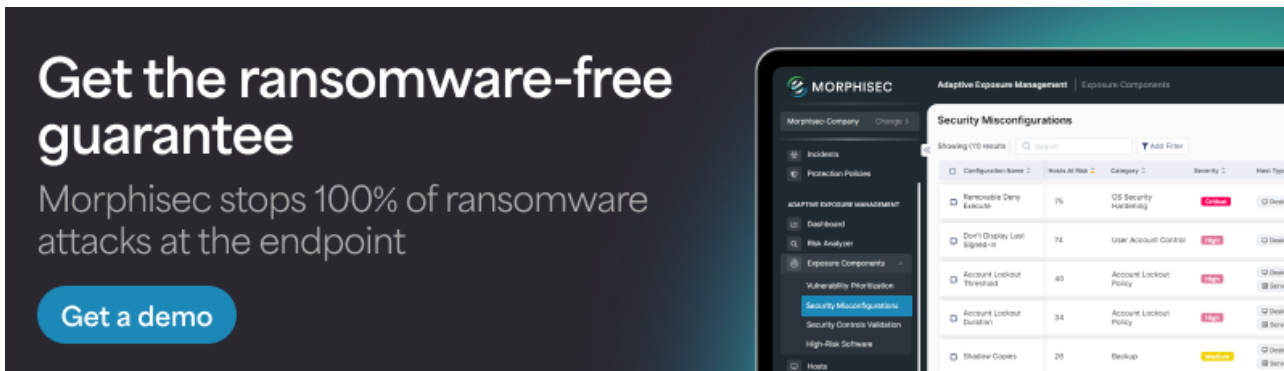 Get the ransomware-free
guarantee
Morphisec stops 100% of ransomware
attacks at the endpoint
Get a demo
MORPHISEC
Morphisec-Company Change >
Incidents
Protection Policies
ADAPTIVE EXPOSURE MANAGEMENT
Dashboard
Risk Analyzer
Exposure Components
Vulnerability Prioritization
Security Misconfigurations
Security Controls Validation
High-Risk Software
Hosts
Adaptive Exposure Management | Exposure Components
Security Misconfigurations
Showing (11) results Search Add Filter
Configuration Name Hosts At Risk Category Severity Host Type
Removable Deny
Execute
75
OS Security
Hardening
Critical
Don't Display Last
Signed-in
74
User Account Control
High
Account Lockout
Threshold
40
Account Lockout
Policy
High
Account Lockout
Duration
34
Account Lockout
Policy
High
Shadow Copies
26
Backup
Medium